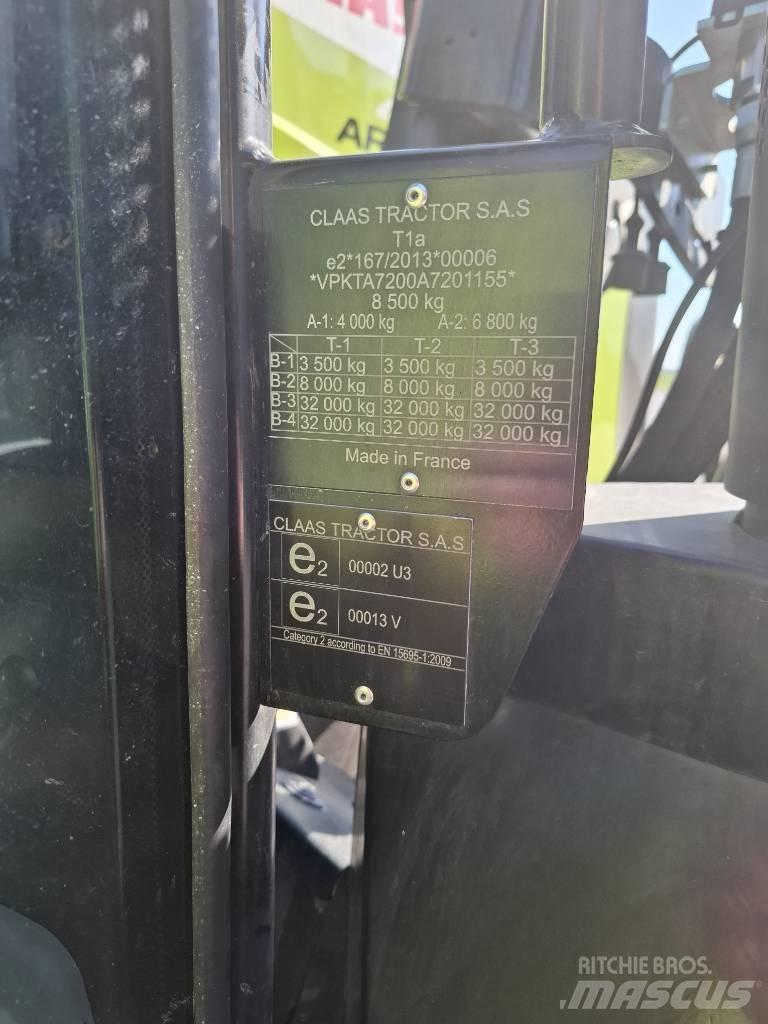 AR
CLAAS TRACTOR S.A.S
T1a
e2*167/2013*00006
*VPKTA7200A7201155*
8 500 kg
A-1: 4 000 kg A-2: 6 800 kg
T-1 T-2 T-3
B-1 3 500 kg 3 500 kg 3 500 kg
B-2 8 000 kg 8 000 kg 8 000 kg
B-3 32 000 kg 32 000 kg 32 000 kg
B-4 32 000 kg 32 000 kg 32 000 kg
Made in France
CLAAS TRACTOR S.A.S
e2 00002 U3
e2 00013 V
Category 2 according to EN 15695-1:2009
RITCHIE BROS.
MASCUS